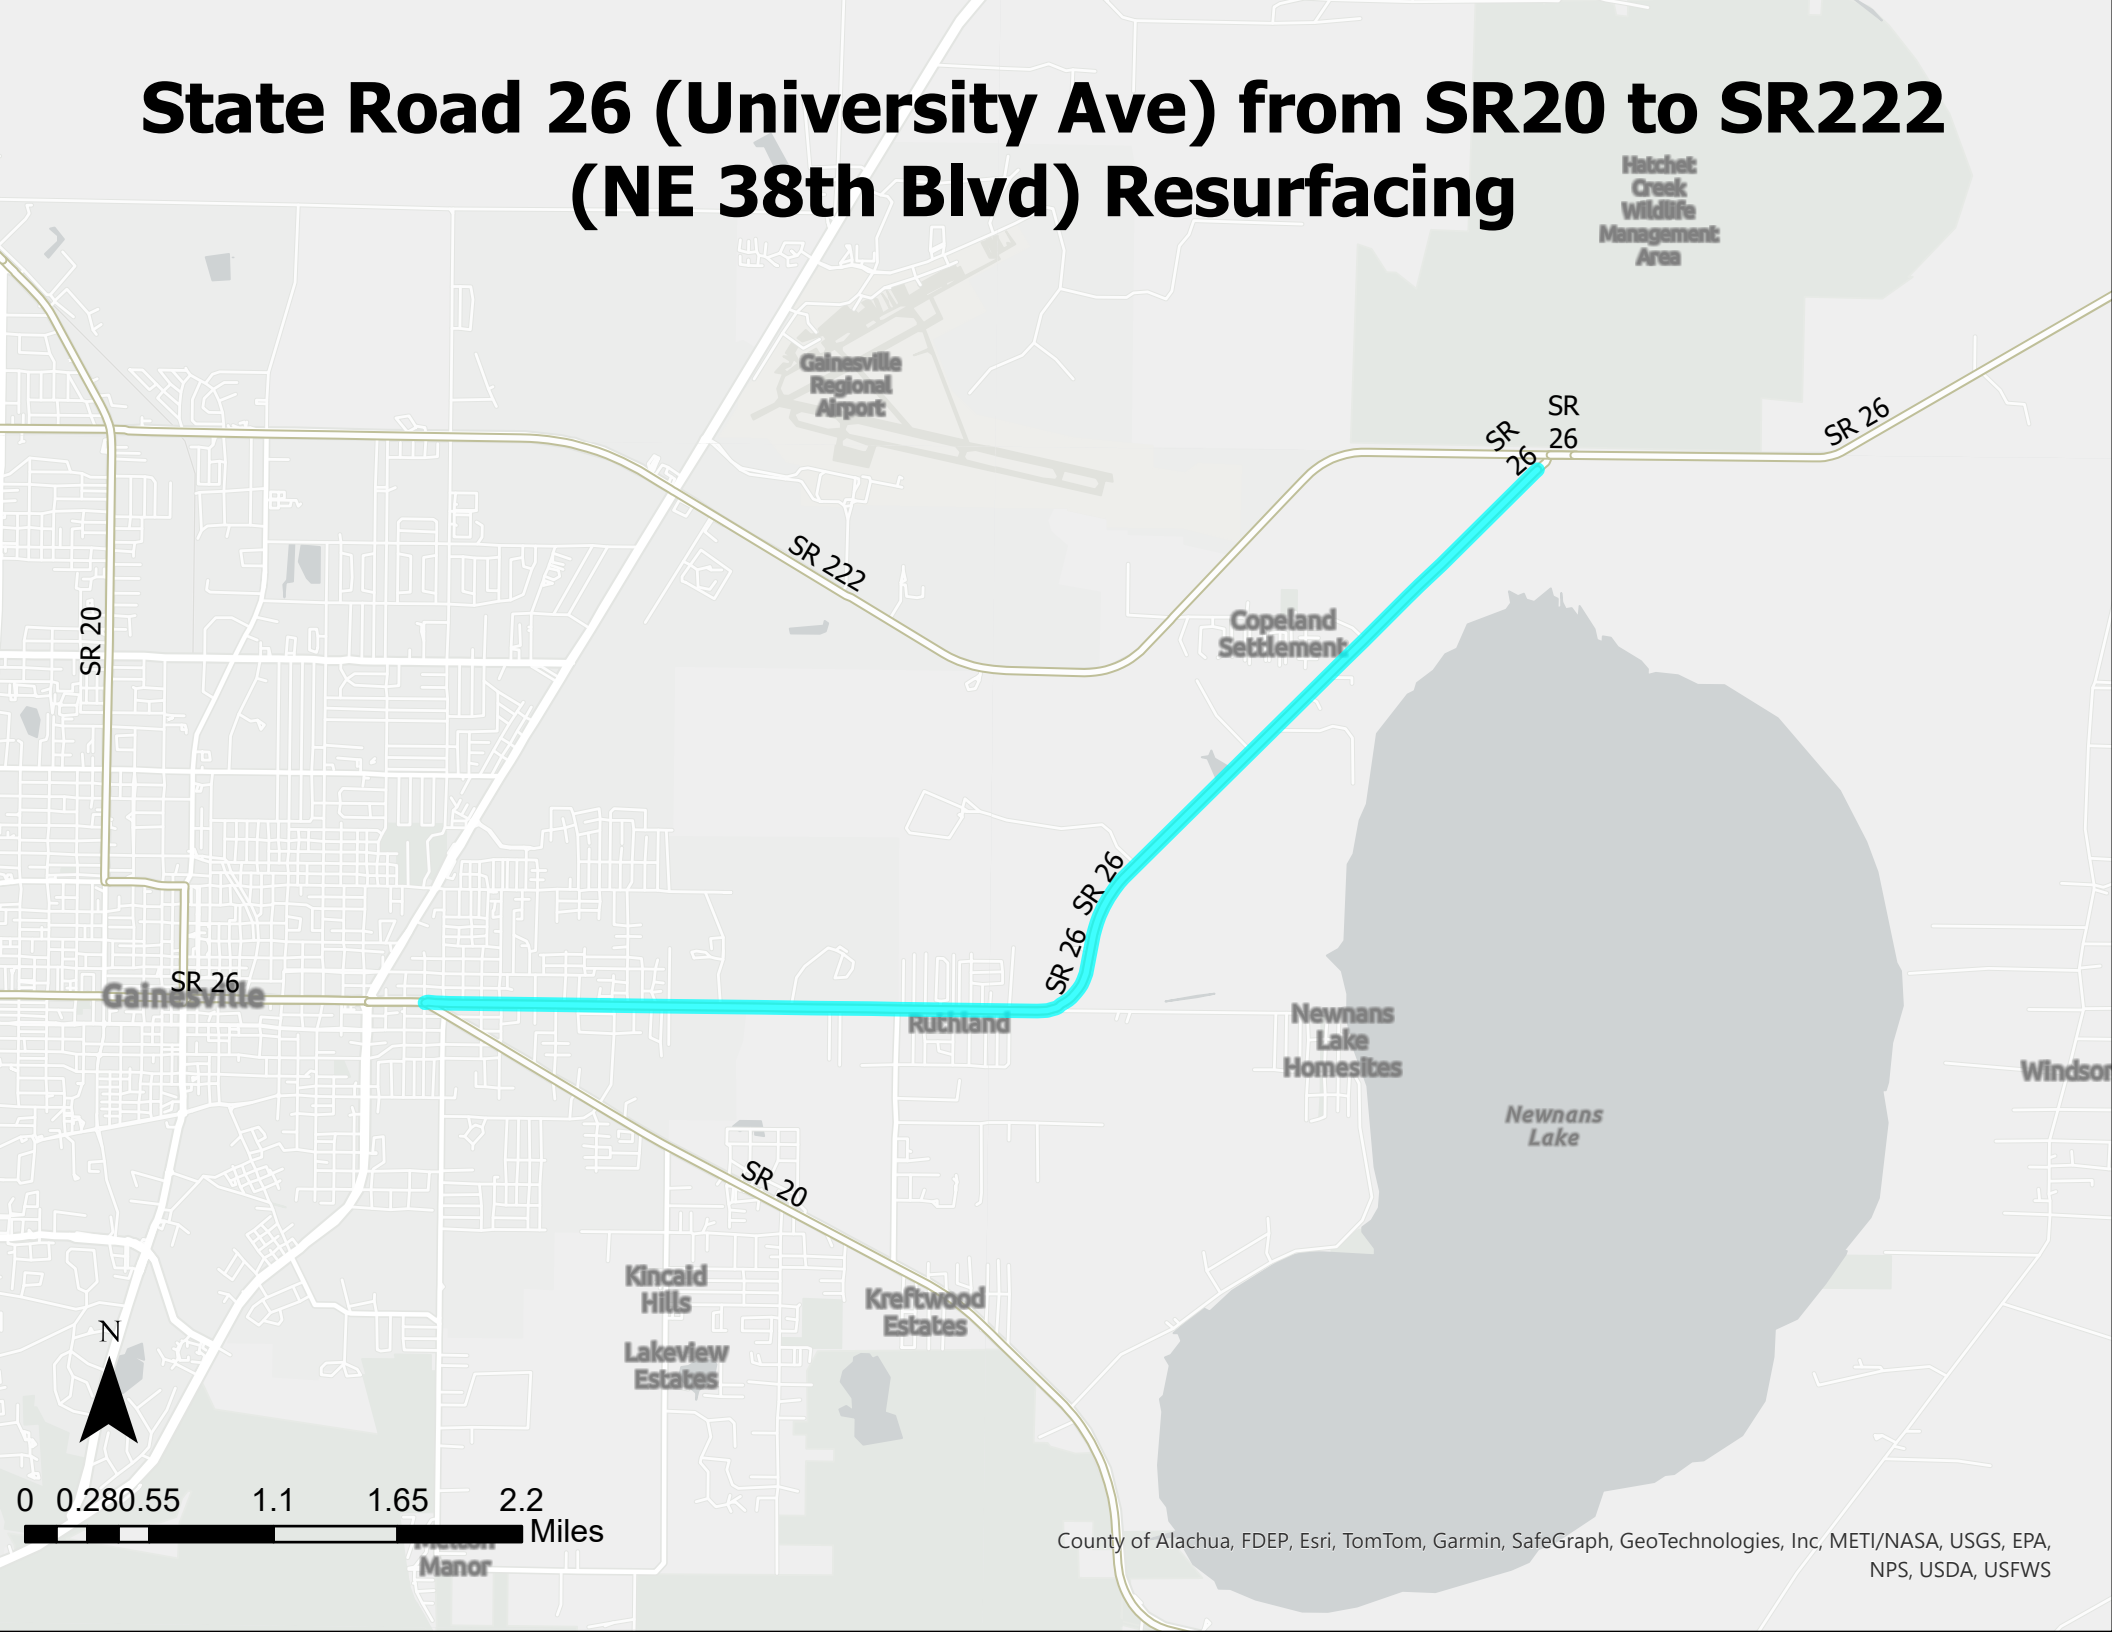 State Road 26 (University Ave) from SR20 to SR222
(NE 38th Blvd) Resurfacing
Hatchet
Creek
Wildlife
Management
Area
Gainesville
Regional
Airport
SR
26
SR
26
SR 26
SR 222
SR 20
Copeland
Settlement
SR 26
SR 26
SR 26
Gainesville
Ruthland
Newnans
Lake
Homesites
Windsor
Newnans
Lake
SR 20
Kincaid
Hills
Kreftwood
Estates
Lakeview
Estates
N
0 0.28 0.55 1.1 1.65 2.2
Miles
Manor
County of Alachua, FDEP, Esri, TomTom, Garmin, SafeGraph, GeoTechnologies, Inc, METI/NASA, USGS, EPA,
NPS, USDA, USFWS